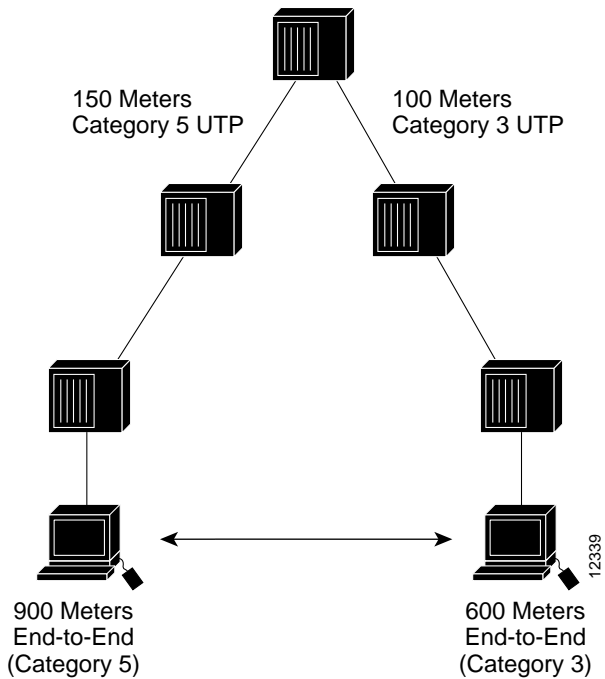 150 Meters
Category 5 UTP
100 Meters
Category 3 UTP
12339
900 Meters
End-to-End
(Category 5)
600 Meters
End-to-End
(Category 3)